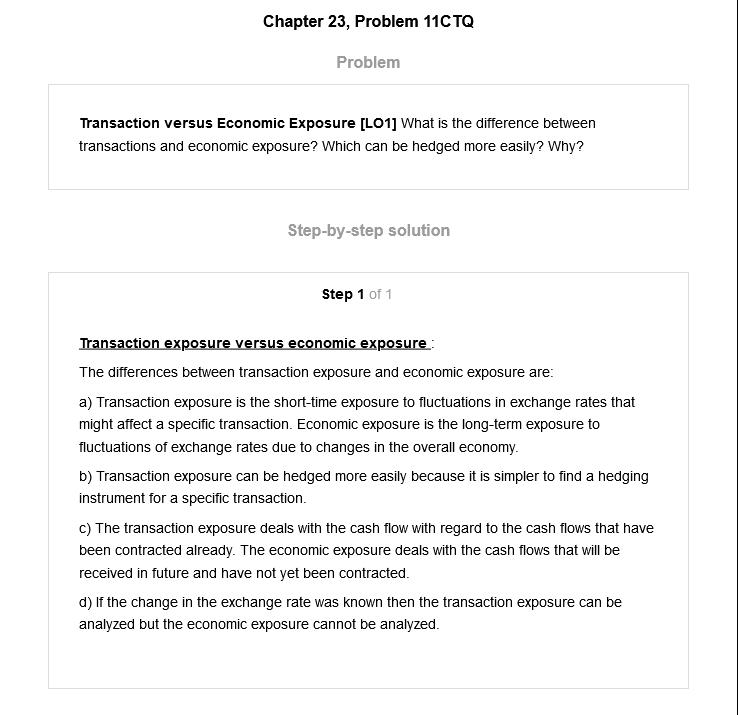 Chapter 23, Problem 11CTQ
Problem
Transaction versus Economic Exposure [LO1] What is the difference between
transactions and economic exposure? Which can be hedged more easily? Why?
Step-by-step solution
Step 1 of 1
Transaction exposure versus economic exposure :
The differences between transaction exposure and economic exposure are:
a) Transaction exposure is the short-time exposure to fluctuations in exchange rates that
might affect a specific transaction. Economic exposure is the long-term exposure to
fluctuations of exchange rates due to changes in the overall economy.
b) Transaction exposure can be hedged more easily because it is simpler to find a hedging
instrument for a specific transaction.
c) The transaction exposure deals with the cash flow with regard to the cash flows that have
been contracted already. The economic exposure deals with the cash flows that will be
received in future and have not yet been contracted.
d) If the change in the exchange rate was known then the transaction exposure can be
analyzed but the economic exposure cannot be analyzed.